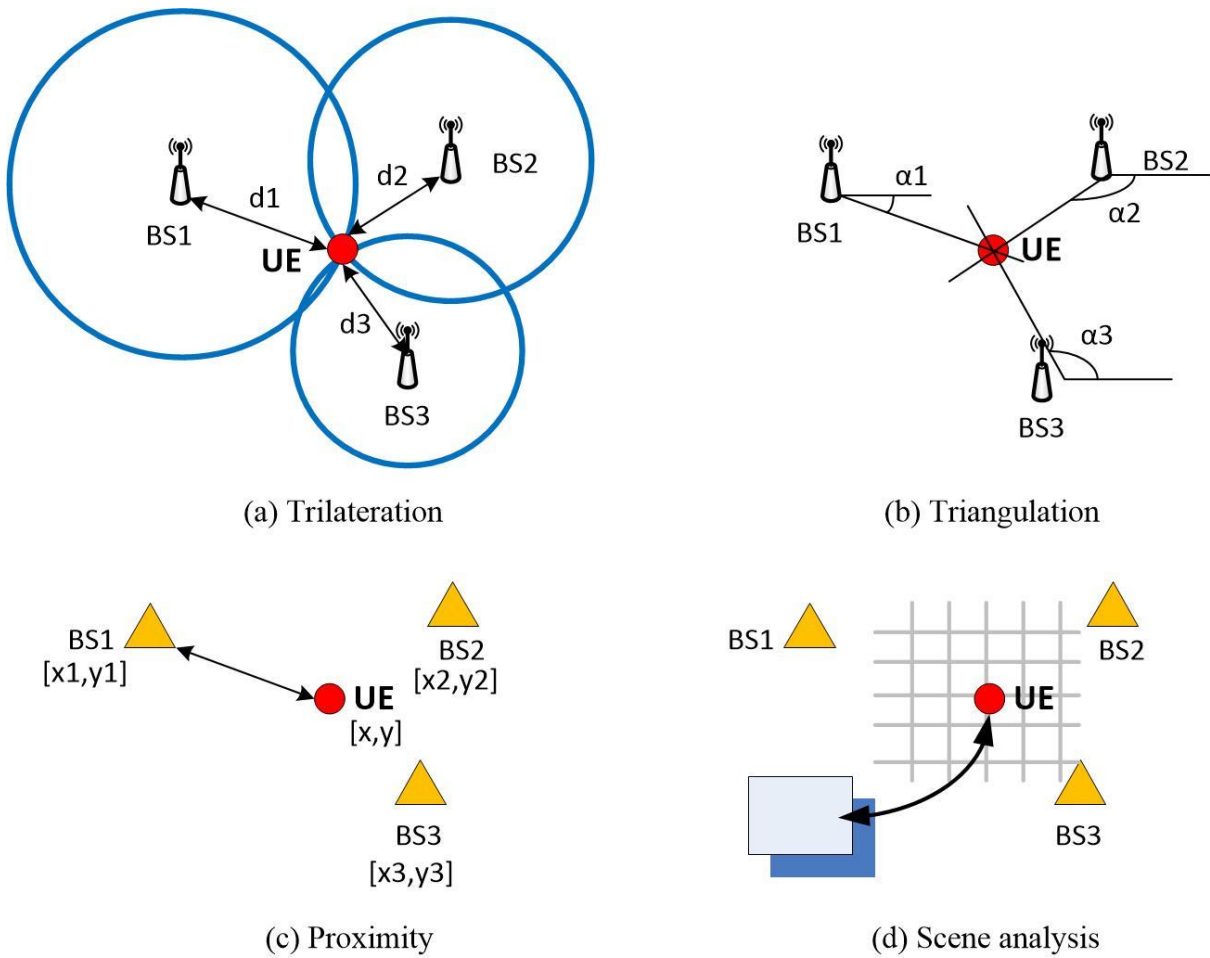 BS1
d1
d2
BS2
UE
d3
BS3
(a) Trilateration
BS1
α1
BS2
α2
UE
α3
BS3
(b) Triangulation
BS1
[x1,y1]
BS2
[x2,y2]
UE
[x,y]
BS3
[x3,y3]
(c) Proximity
BS1
BS2
UE
BS3
(d) Scene analysis